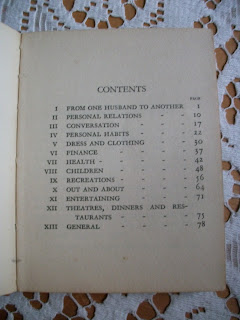 CONTENTS
PAGE
I FROM ONE HUSBAND TO ANOTHER 1
II PERSONAL RELATIONS - - 10
III CONVERSATION - - - 17
IV PERSONAL HABITS - - - 22
V DRESS AND CLOTHING - - 30
VI FINANCE - - - - 37
VII HEALTH - - - - 42
VIII CHILDREN - - - - 48
IX RECREATIONS - - - - 56
X OUT AND ABOUT - - - 64
XI ENTERTAINING - - - 71
XII THEATRES, DINNERS AND RES-
TAURANTS - - - -
XIII GENERAL - - - - 78